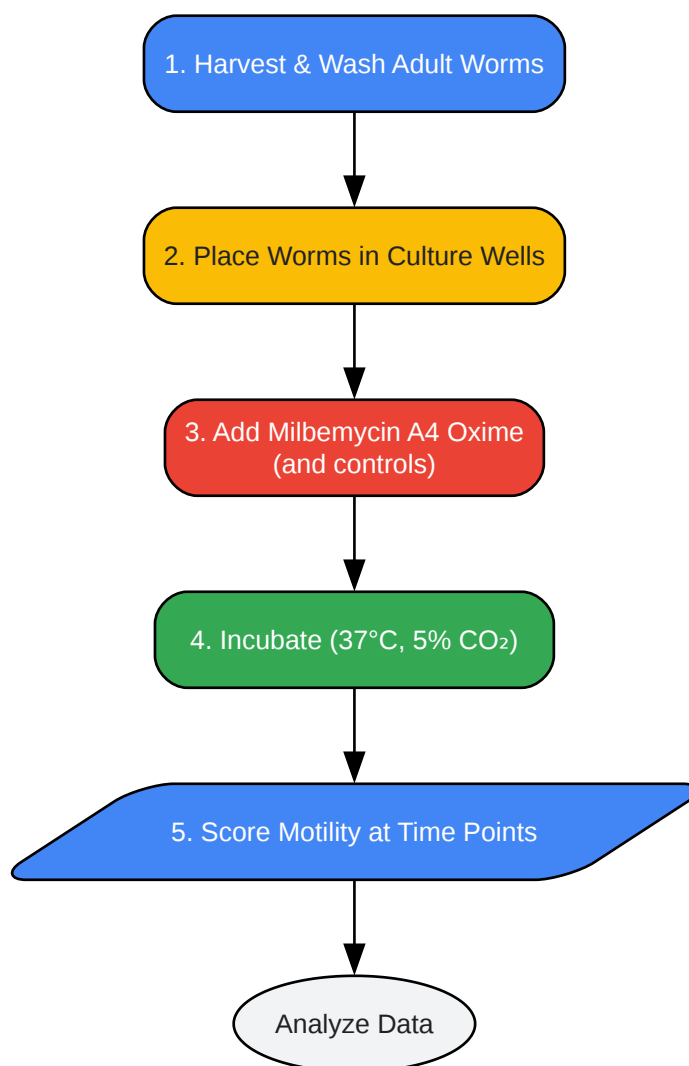 1. Harvest & Wash Adult Worms
2. Place Worms in Culture Wells
3. Add Milbemycin A4 Oxime
(and controls)
4. Incubate (37°C, 5% CO₂)
5. Score Motility at Time Points
Analyze Data